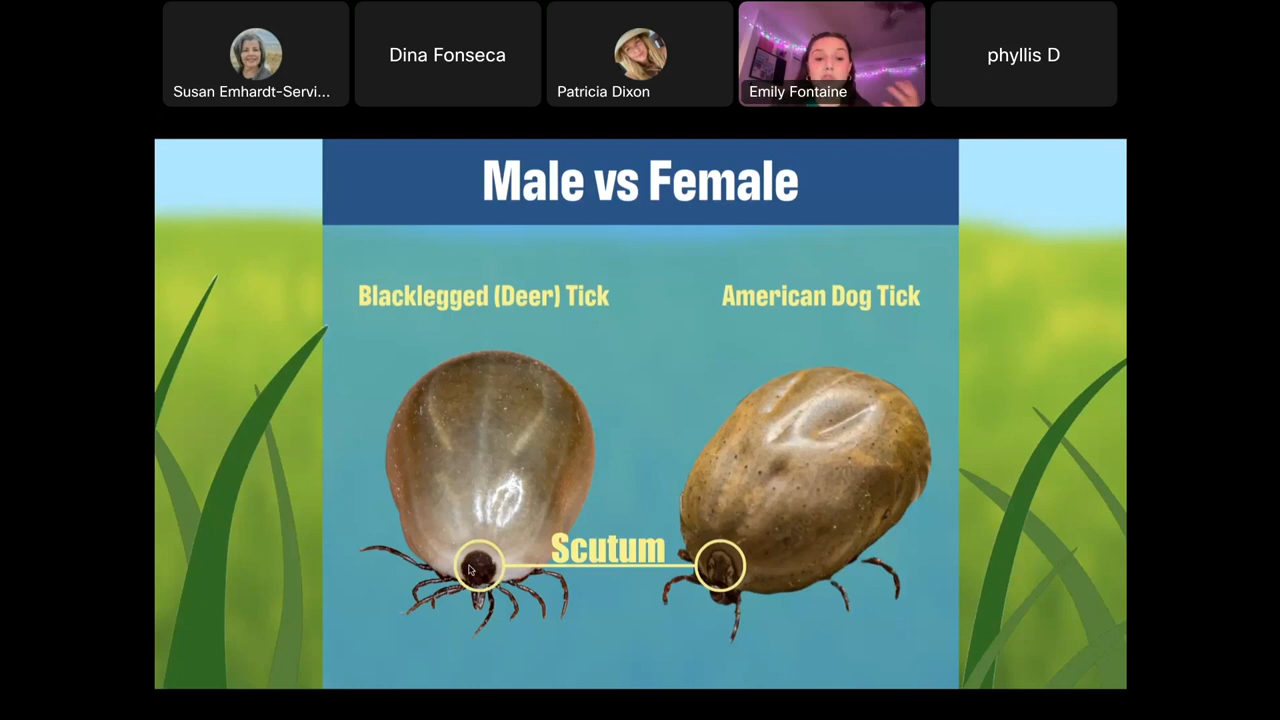 Susan Emhardt-Servi...
Dina Fonseca
Patricia Dixon
Emily Fontaine
phyllis D
Male vs Female
Blacklegged (Deer) Tick
American Dog Tick
Scutum